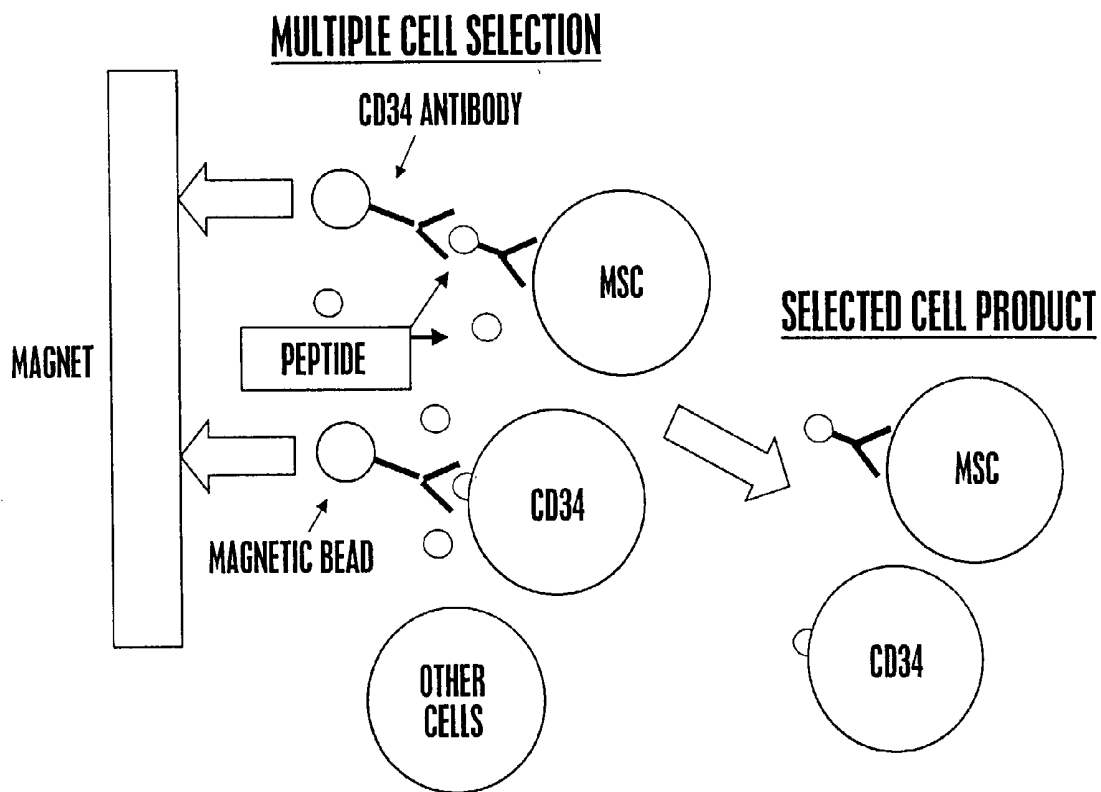 MULTIPLE CELL SELECTION
CD34 ANTIBODY
MSC
SELECTED CELL PRODUCT
MAGNET
PEPTIDE
MSC
CD34
MAGNETIC BEAD
CD34
OTHER
CELLS